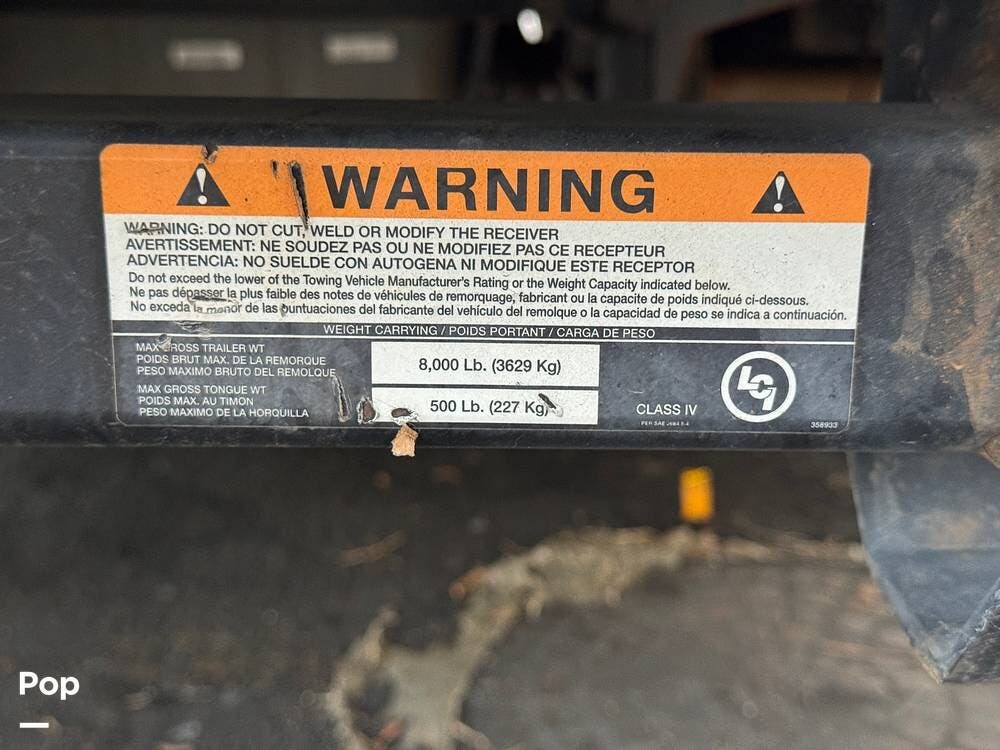 WARNING
WARNING: DO NOT CUT, WELD OR MODIFY THE RECEIVER
AVERTISSEMENT: NE SOUDEZ PAS OU NE MODIFIEZ PAS CE RECEPTEUR
ADVERTENCIA: NO SUELDE CON AUTOGENA NI MODIFIQUE ESTE RECEPTOR
Do not exceed the lower of the Towing Vehicle Manufacturer's Rating or the Weight Capacity indicated below.
Ne pas dépasser la plus faible des notes de véhicules de remorquage, fabricant ou la capacite de poids indiqué ci-dessous.
No exceda la menor de las puntuaciones del fabricante del vehículo del remolque o la capacidad de peso se indica a continuación.
WEIGHT CARRYING / POIDS PORTANT / CARGA DE PESO
MAX GROSS TRAILER WT
POIDS BRUT MAX. DE LA REMORQUE
PESO MAXIMO BRUTO DEL REMOLQUE
8,000 Lb. (3629 Kg)
MAX GROSS TONGUE WT
POIDS MAX. AU TIMON
PESO MAXIMO DE LA HORQUILLA
500 Lb. (227 Kg)
CLASS IV
PER SAE J684
LCI
358933
Pop